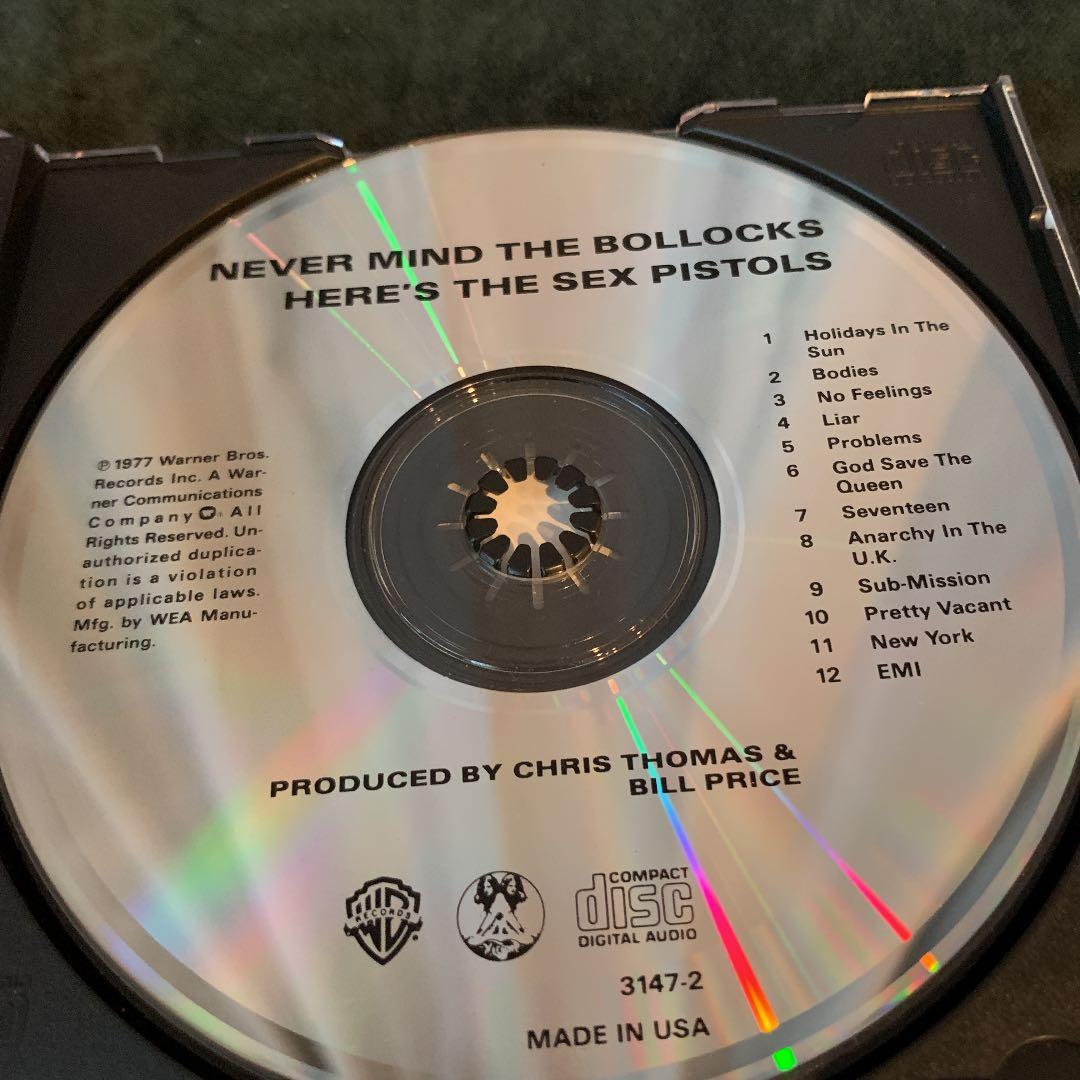 NEVER MIND THE BOLLOCKS
HERE'S THE SEX PISTOLS
1 Holidays In The
Sun
2 Bodies
3 No Feelings
4 Liar
5 Problems
6 God Save The
Queen
7 Seventeen
8 Anarchy In The
U.K.
9 Sub-Mission
10 Pretty Vacant
11 New York
12 EMI
℗ 1977 Warner Bros.
Records Inc. A War-
ner Communications
Company. All
Rights Reserved. Un-
authorized duplica-
tion is a violation
of applicable laws.
Mfg. by WEA Manu-
facturing.
PRODUCED BY CHRIS THOMAS &
BILL PRICE
RECORDS
COMPACT
disc
DIGITAL AUDIO
3147-2
MADE IN USA
disc